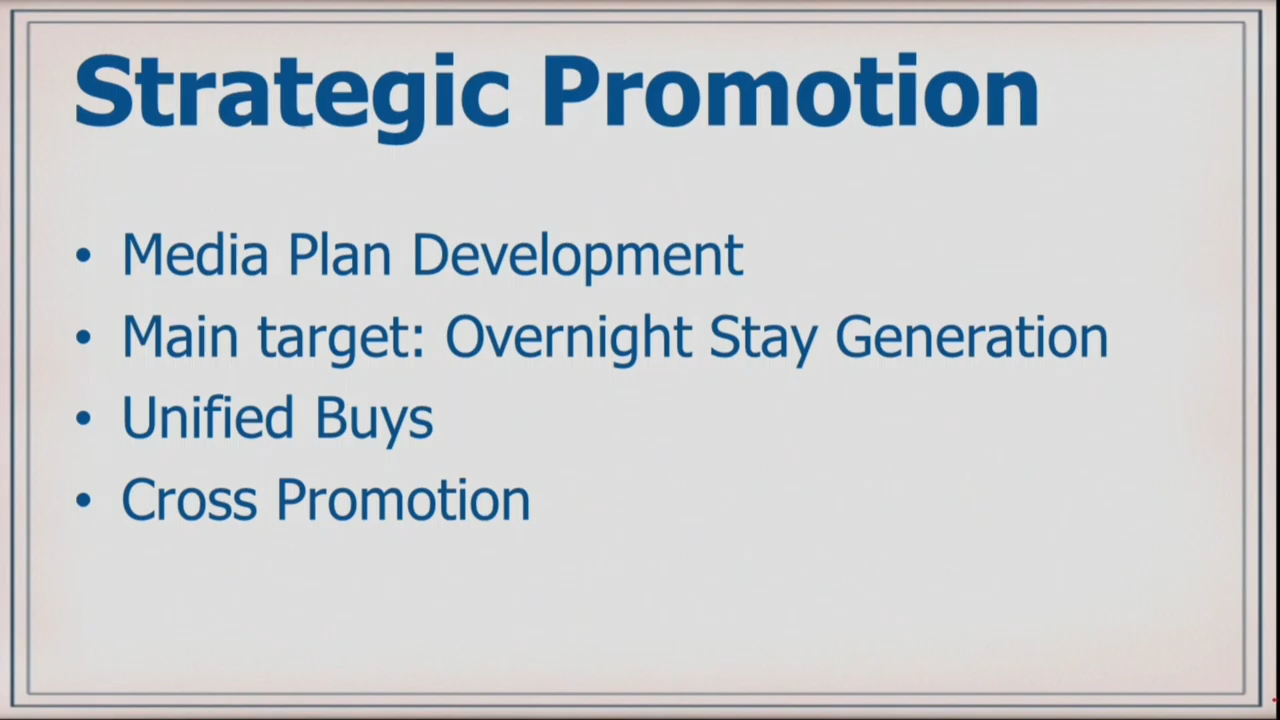 Strategic Promotion
• Media Plan Development
• Main target: Overnight Stay Generation
• Unified Buys
• Cross Promotion